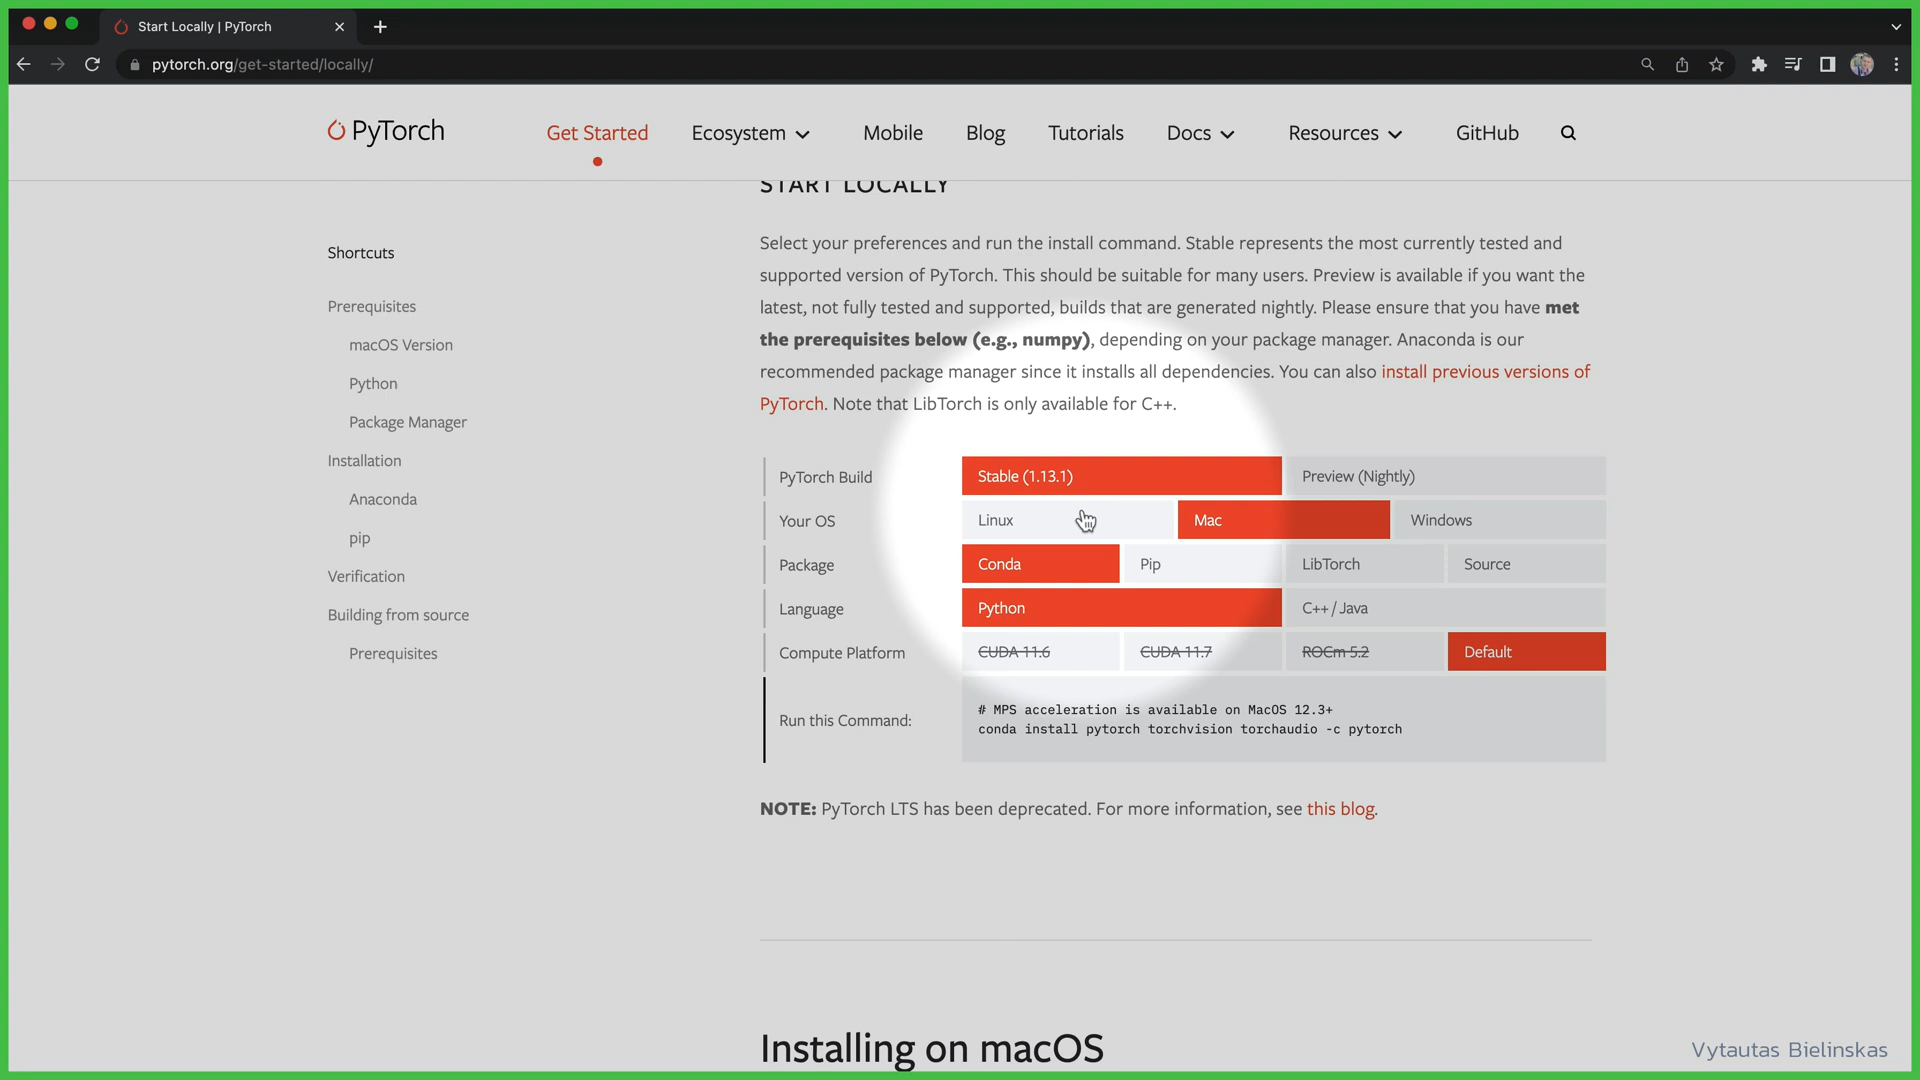 Start Locally | PyTorch
pytorch.org/get-started/locally/
PyTorch
Get Started
Ecosystem
Mobile
Blog
Tutorials
Docs
Resources
GitHub
START LOCALLY
Shortcuts
Prerequisites
macOS Version
Python
Package Manager
Installation
Anaconda
pip
Verification
Building from source
Prerequisites
Select your preferences and run the install command. Stable represents the most currently tested and
supported version of PyTorch. This should be suitable for many users. Preview is available if you want the
latest, not fully tested and supported, builds that are generated nightly. Please ensure that you have met
the prerequisites below (e.g., numpy), depending on your package manager. Anaconda is our
recommended package manager since it installs all dependencies. You can also install previous versions of
PyTorch. Note that LibTorch is only available for C++.
PyTorch Build
Stable (1.13.1)
Preview (Nightly)
Your OS
Linux
Mac
Windows
Package
Conda
Pip
LibTorch
Source
Language
Python
C++ / Java
Compute Platform
CUDA 11.6
CUDA 11.7
ROCm 5.2
Default
Run this Command:
# MPS acceleration is available on MacOS 12.3+
conda install pytorch torchvision torchaudio -c pytorch
NOTE: PyTorch LTS has been deprecated. For more information, see this blog.
Installing on macOS
Vytautas Bielinskas